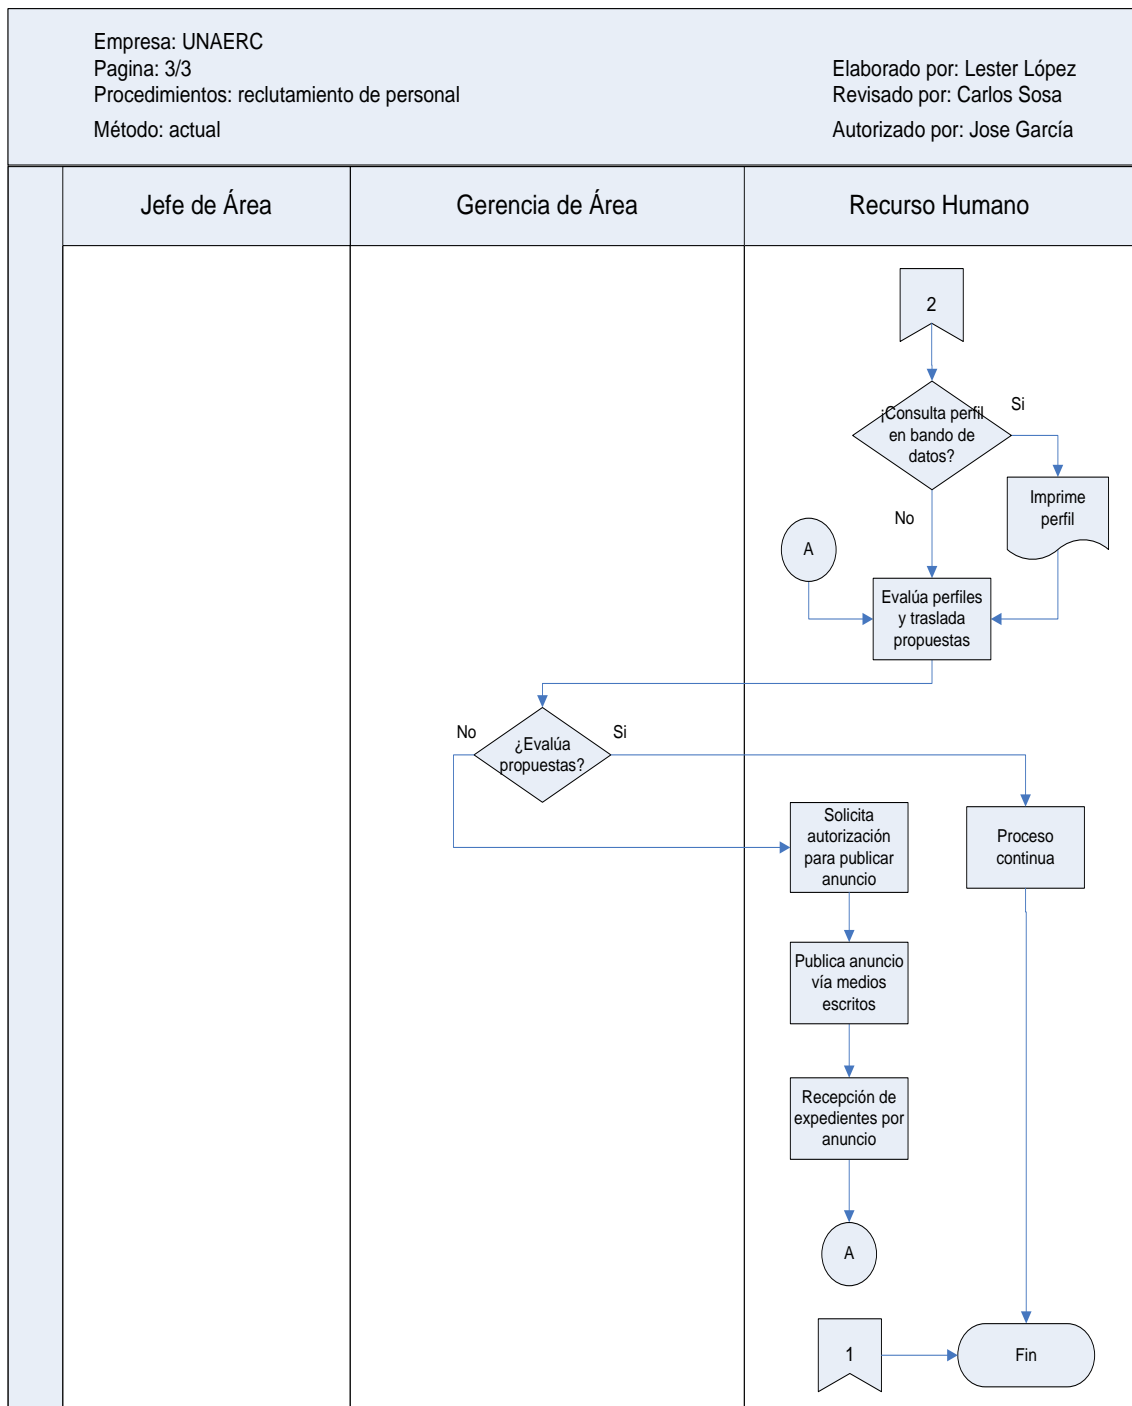 Empresa: UNAERC
Pagina: 3/3
Procedimientos: reclutamiento de personal
Método: actual
Elaborado por: Lester López
Revisado por: Carlos Sosa
Autorizado por: Jose García
Jefe de Área
Gerencia de Área
Recurso Humano
2
¡Consulta perfil
en bando de
datos?
Si
No
Imprime
perfil
A
Evalúa perfiles
y traslada
propuestas
No
¿Evalúa
propuestas?
Si
Solicita
autorización
para publicar
anuncio
Proceso
continua
Publica anuncio
vía medios
escritos
Recepción de
expedientes por
anuncio
A
1
Fin